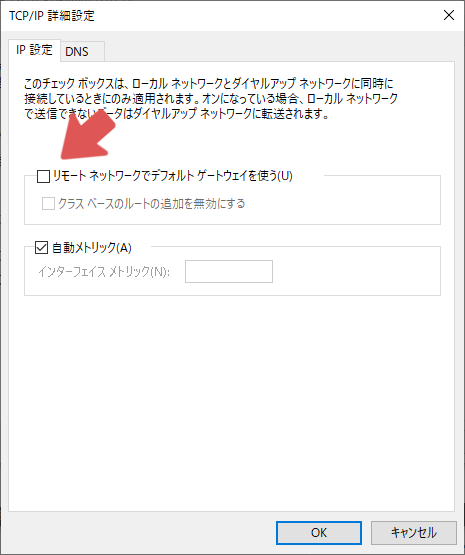 TCP/IP 詳細設定
IP 設定 DNS
このチェック ボックスは、ローカル ネットワークとダイヤルアップ ネットワークに同時に
接続しているときにのみ適用されます。オンになっている場合、ローカル ネットワーク
で送信できないデータはダイヤルアップ ネットワークに転送されます。
リモート ネットワークでデフォルト ゲートウェイを使う(U)
クラス ベースのルートの追加を無効にする
自動メトリック(A)
インターフェイス メトリック(N):
OK キャンセル